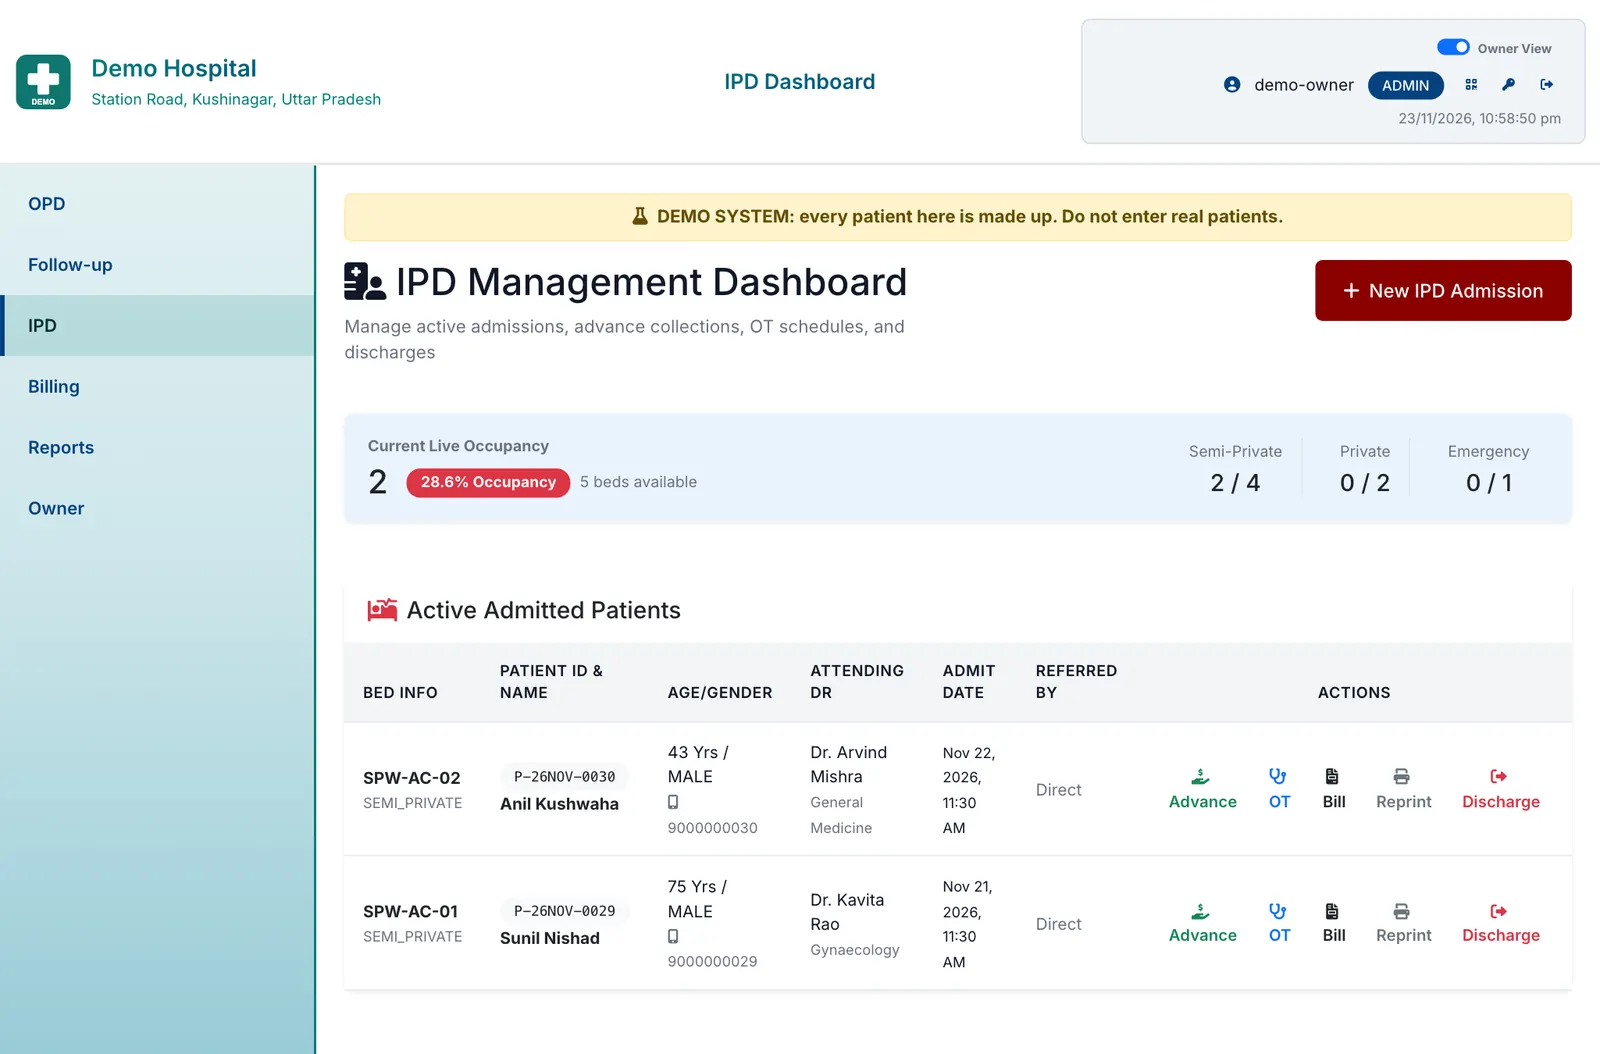 Demo Hospital
Station Road, Kushinagar, Uttar Pradesh
DEMO
IPD Dashboard
Owner View
demo-owner ADMIN
23/11/2026, 10:58:50 pm
OPD
Follow-up
IPD
Billing
Reports
Owner
DEMO SYSTEM: every patient here is made up. Do not enter real patients.
IPD Management Dashboard
Manage active admissions, advance collections, OT schedules, and
discharges
+ New IPD Admission
Current Live Occupancy
2 28.6% Occupancy 5 beds available
Semi-Private Private Emergency
2 / 4 0 / 2 0 / 1
Active Admitted Patients
BED INFO PATIENT ID & NAME AGE/GENDER ATTENDING DR ADMIT DATE REFERRED BY ACTIONS
SPW-AC-02
SEMI_PRIVATE
P-26NOV-0030
Anil Kushwaha
43 Yrs /
MALE
9000000030
Dr. Arvind
Mishra
General
Medicine
Nov 22,
2026,
11:30
AM
Direct
Advance OT Bill Reprint Discharge
SPW-AC-01
SEMI_PRIVATE
P-26NOV-0029
Sunil Nishad
75 Yrs /
MALE
9000000029
Dr. Kavita
Rao
Gynaecology
Nov 21,
2026,
11:30
AM
Direct
Advance OT Bill Reprint Discharge